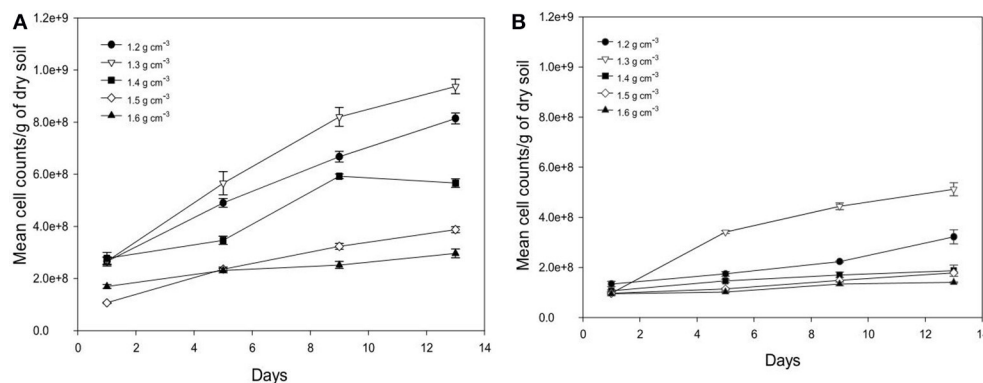 A
Mean cell counts/g of dry soil
1.2e+9
1.0e+9
8.0e+8
6.0e+8
4.0e+8
2.0e+8
0.0
1.2 g cm⁻³
1.3 g cm⁻³
1.4 g cm⁻³
1.5 g cm⁻³
1.6 g cm⁻³
0 2 4 6 8 10 12 14
Days
B
Mean cell counts/g of dry soil
1.2e+9
1.0e+9
8.0e+8
6.0e+8
4.0e+8
2.0e+8
0.0
1.2 g cm⁻³
1.3 g cm⁻³
1.4 g cm⁻³
1.5 g cm⁻³
1.6 g cm⁻³
0 2 4 6 8 10 12 14
Days